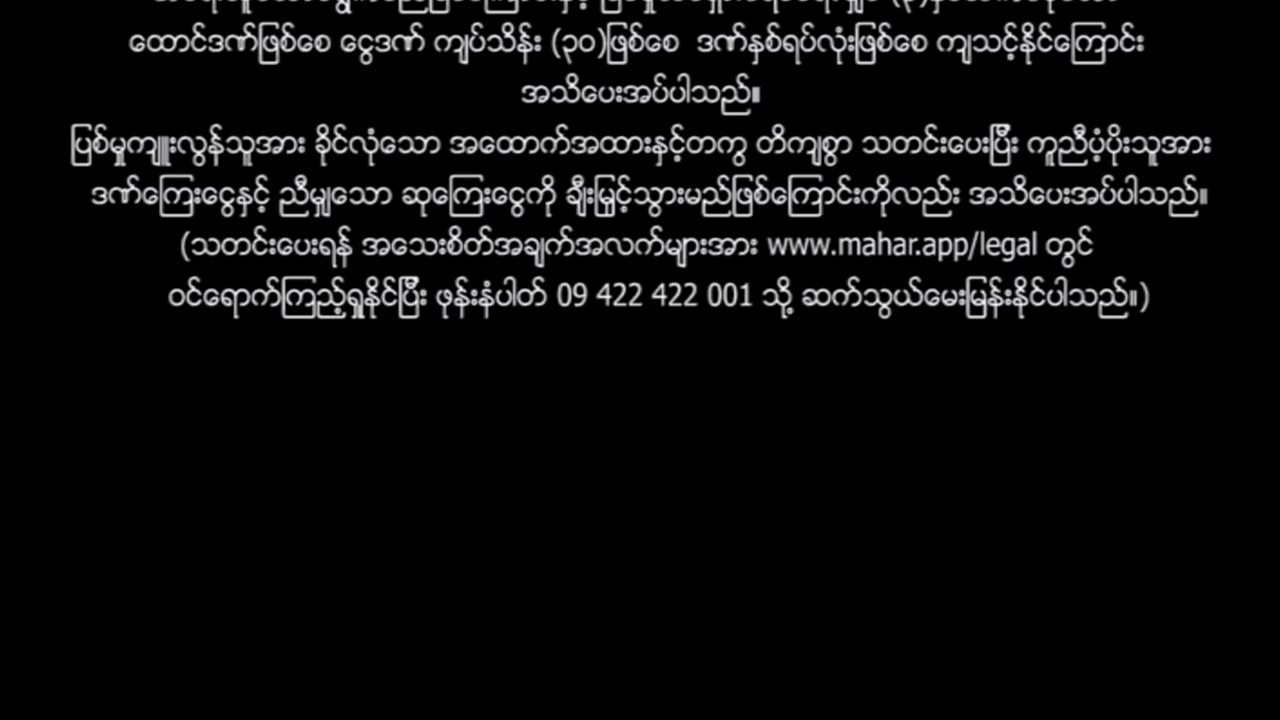 ထောင်ဒဏ်ဖြစ်စေ ငွေဒဏ် ကျပ်သိန်း (၃၀)ဖြစ်စေ ဒဏ်နှစ်ရပ်လုံးဖြစ်စေ ကျသင့်နိုင်ကြောင်း
အသိပေးအပ်ပါသည်။
ပြစ်မှုကျူးလွန်သူအား ခိုင်လုံသော အထောက်အထားနှင့်တကွ တိကျစွာ သတင်းပေးပြီး ကူညီပံ့ပိုးသူအား
ဒဏ်ကြေးငွေနှင့် ညီမျှသော ဆုကြေးငွေကို ချီးမြှင့်သွားမည်ဖြစ်ကြောင်းကိုလည်း အသိပေးအပ်ပါသည်။
(သတင်းပေးရန် အသေးစိတ်အချက်အလက်များအား www.mahar.app/legal တွင်
ဝင်ရောက်ကြည့်ရှုနိုင်ပြီး ဖုန်းနံပါတ် 09 422 422 001 သို့ ဆက်သွယ်မေးမြန်းနိုင်ပါသည်။)